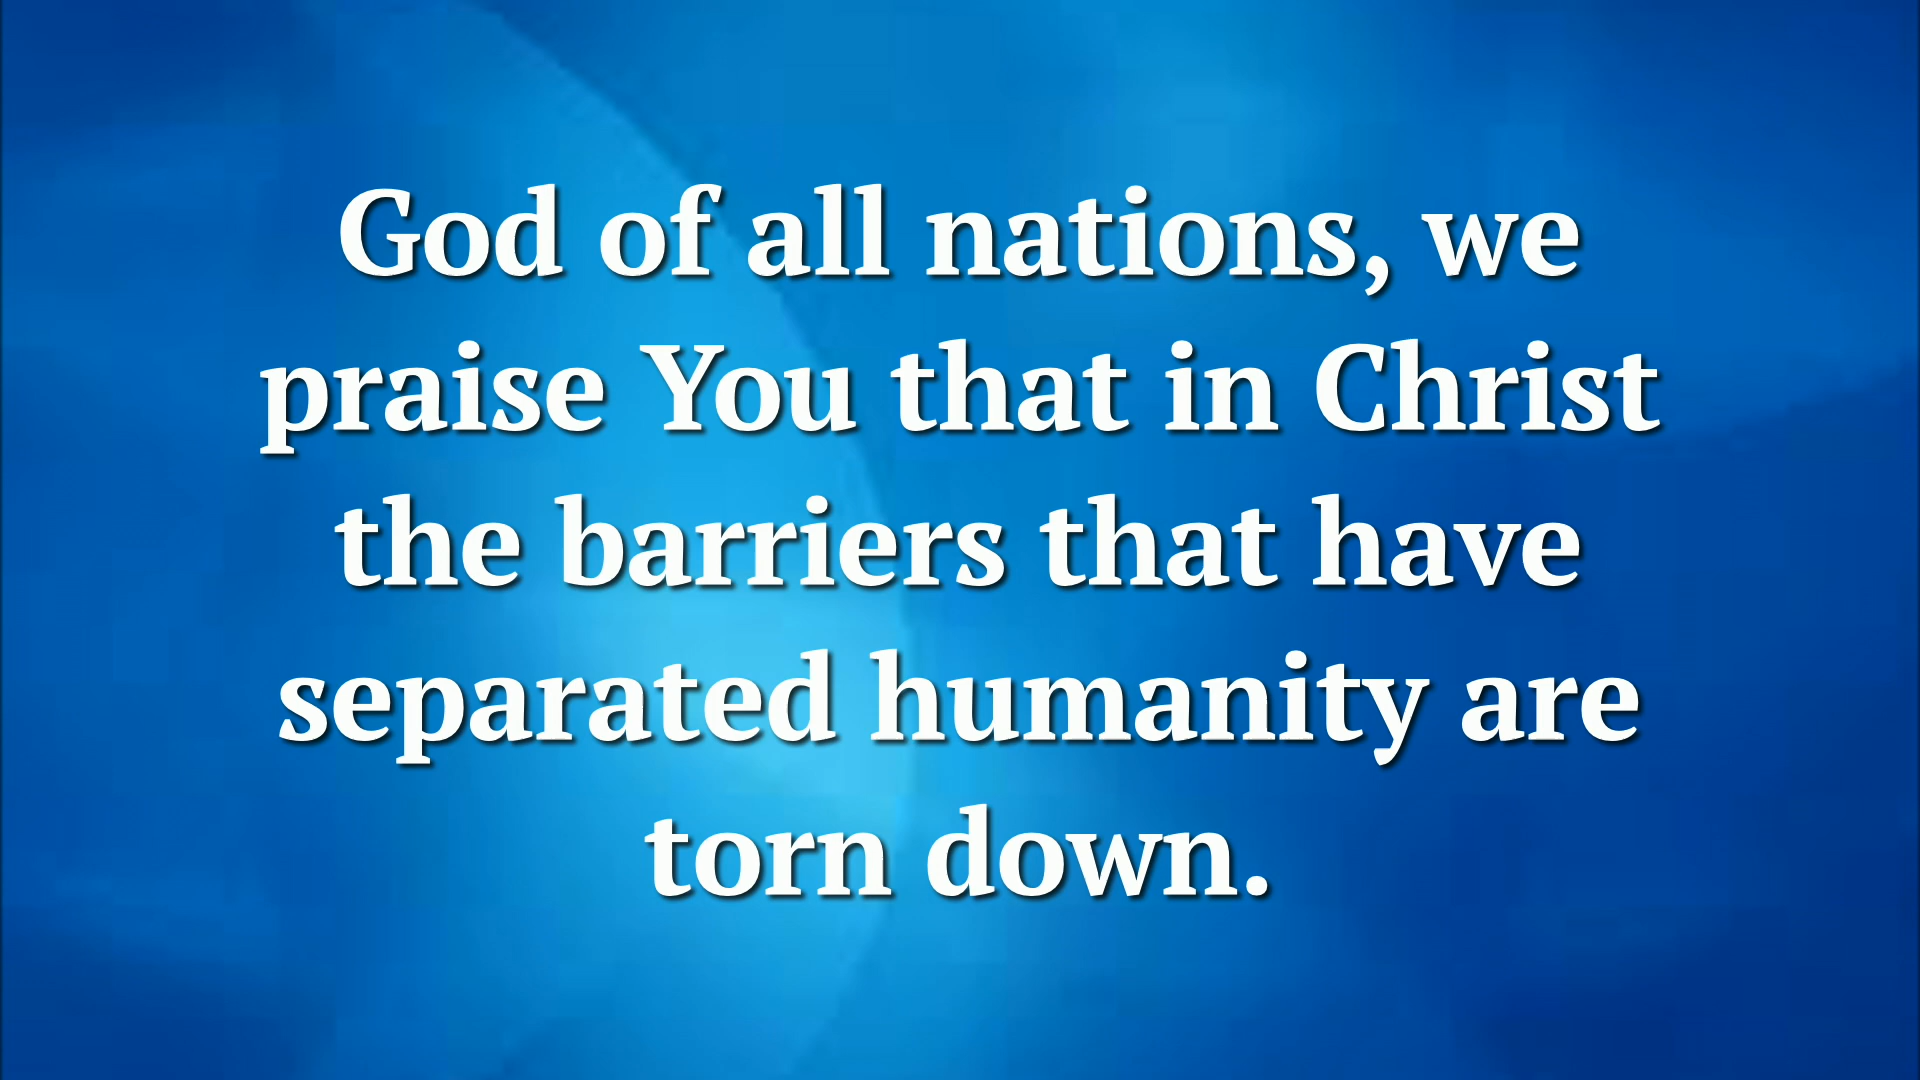 God of all nations, we
praise You that in Christ
the barriers that have
separated humanity are
torn down.